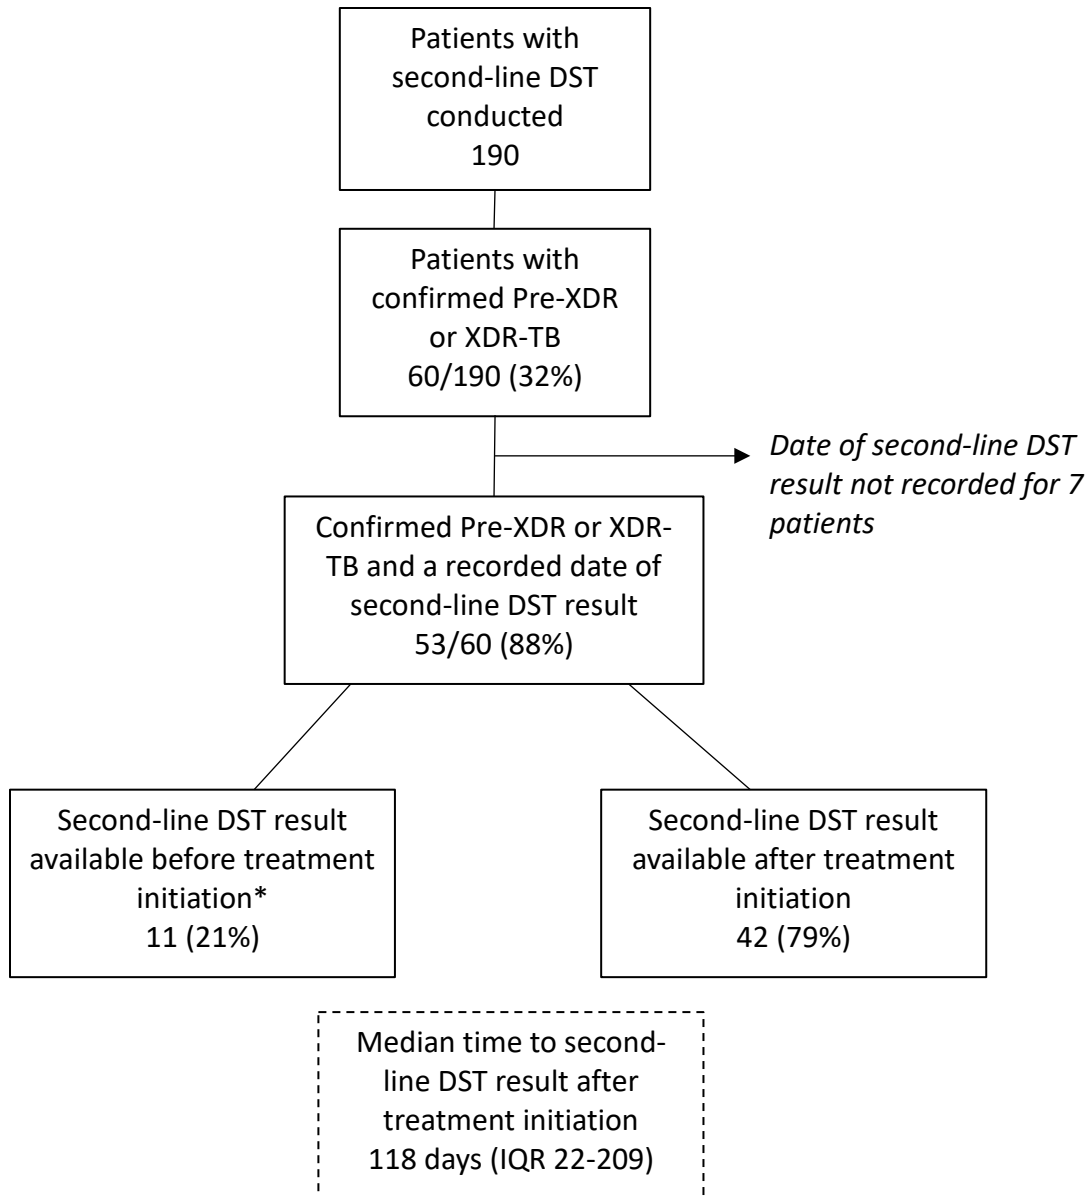 Patients with
second-line DST
conducted
190
Patients with
confirmed Pre-XDR
or XDR-TB
60/190 (32%)
Date of second-line DST
result not recorded for 7
patients
Confirmed Pre-XDR or XDR-
TB and a recorded date of
second-line DST result
53/60 (88%)
Second-line DST result
available before treatment
initiation*
11 (21%)
Second-line DST result
available after treatment
initiation
42 (79%)
Median time to second-
line DST result after
treatment initiation
118 days (IQR 22-209)